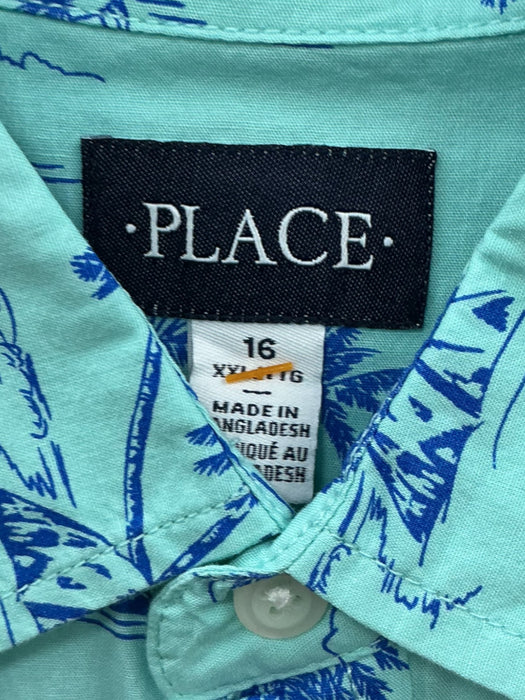 ·PLACE·
16
MADE IN
ANGLADESH
IQUÉ AU
ADESH